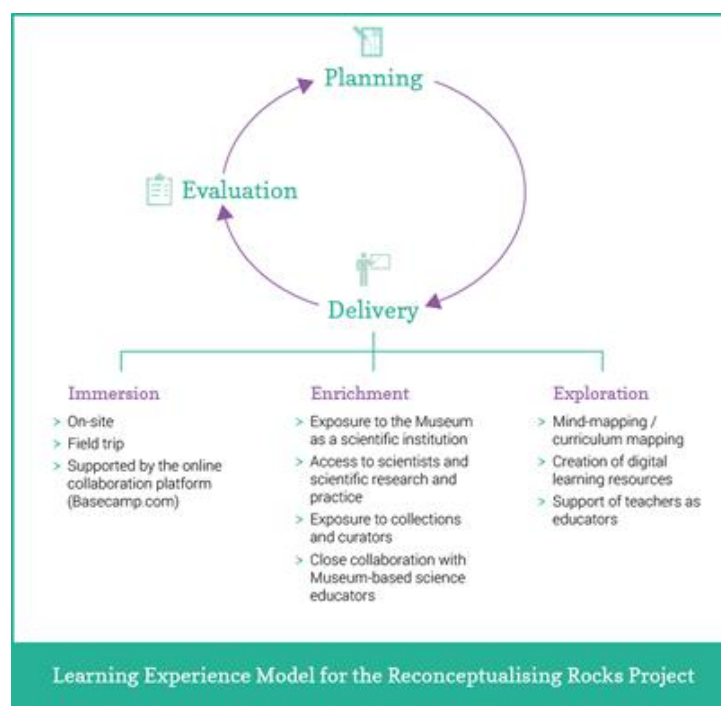 Planning
Evaluation
Delivery
Immersion
> On-site
> Field trip
> Supported by the online
collaboration platform
(Basecamp.com)
Enrichment
> Exposure to the Museum
as a scientific institution
> Access to scientists and
scientific research and
practice
> Exposure to collections
and curators
> Close collaboration with
Museum-based science
educators
Exploration
> Mind-mapping /
curriculum mapping
> Creation of digital
learning resources
> Support of teachers as
educators
Learning Experience Model for the Reconceptualising Rocks Project